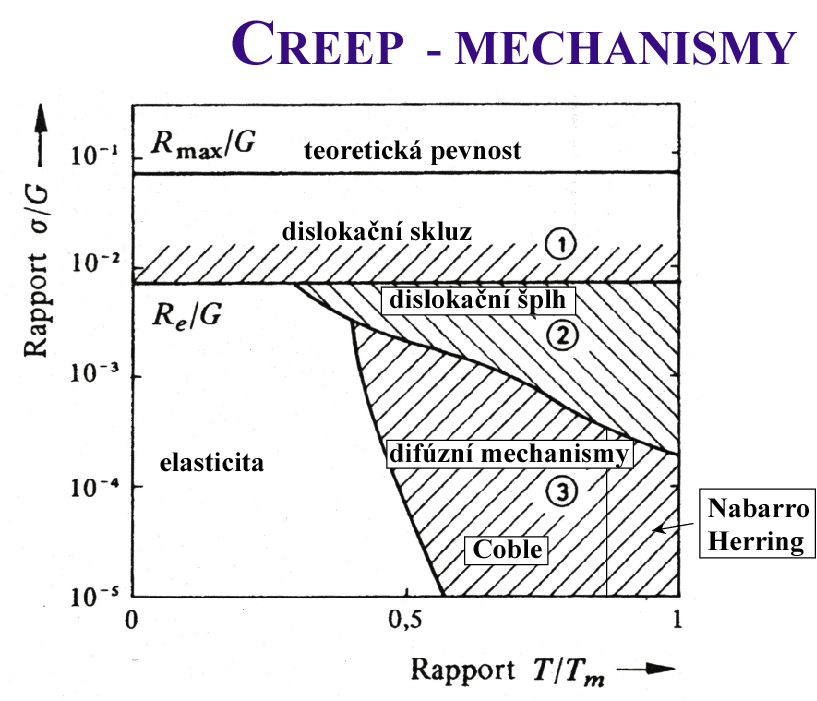 CREEP - MECHANISMY
Rapport σ/G
10⁻¹
10⁻²
10⁻³
10⁻⁴
10⁻⁵
Rmax/G
teoretická pevnost
dislokační skluz
1
Re/G
dislokační šplh
2
elasticita
difúzní mechanismy
3
Coble
Nabarro
Herring
0
0,5
1
Rapport T/Tm